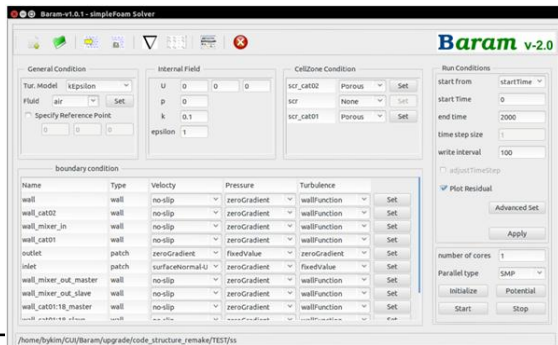 Baram-v1.0.1 - simpleFoam Solver
Baram v-2.0
General Condition
Tur. Model kEpsilon
Fluid air Set
Specify Reference Point
0 0 0
Internal Field
U 0 0 0
p 0
k 0.1
epsilon 1
CellZone Condition
scr_cat02 Porous Set
scr None Set
scr_cat01 Porous Set
Run Conditions
start from startTime
start Time 0
end time 2000
time step size 1
write interval 100
adjustTimeStep
Plot Residual
Advanced Set
Apply
number of cores 1
Parallel type SMP
Initialize Potential
Start Stop
boundary condition
Name Type Velocty Pressure Turbulence
wall wall no-slip zeroGradient wallFunction Set
wall_cat02 wall no-slip zeroGradient wallFunction Set
wall_mixer_in wall no-slip zeroGradient wallFunction Set
wall_cat01 wall no-slip zeroGradient wallFunction Set
outlet patch zeroGradient fixedValue zeroGradient Set
inlet patch surfaceNormal-U zeroGradient fixedValue Set
wall_mixer_out_master wall no-slip zeroGradient wallFunction Set
wall_mixer_out_slave wall no-slip zeroGradient wallFunction Set
wall_cat01:18_master wall no-slip zeroGradient wallFunction Set
wall_cat01:18_slave wall no-slip zeroGradient wallFunction Set
/home/bykim/GUI/Baram/upgrade/code_structure_remake/TEST/ss